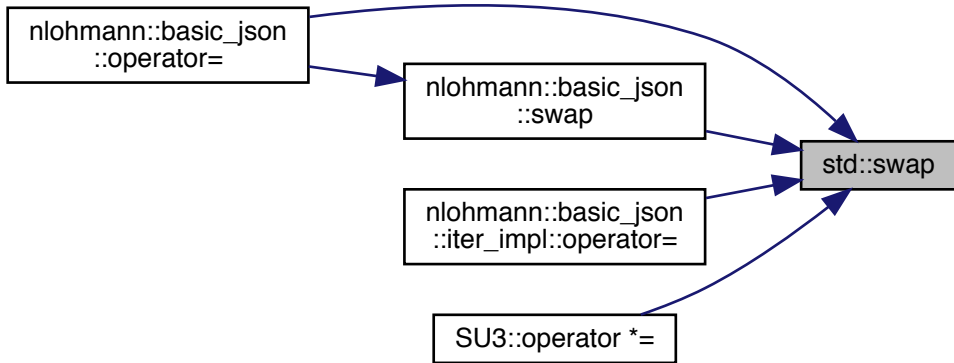 nlohmann::basic_json
::operator=
nlohmann::basic_json
::swap
std::swap
nlohmann::basic_json
::iter_impl::operator=
SU3::operator *=